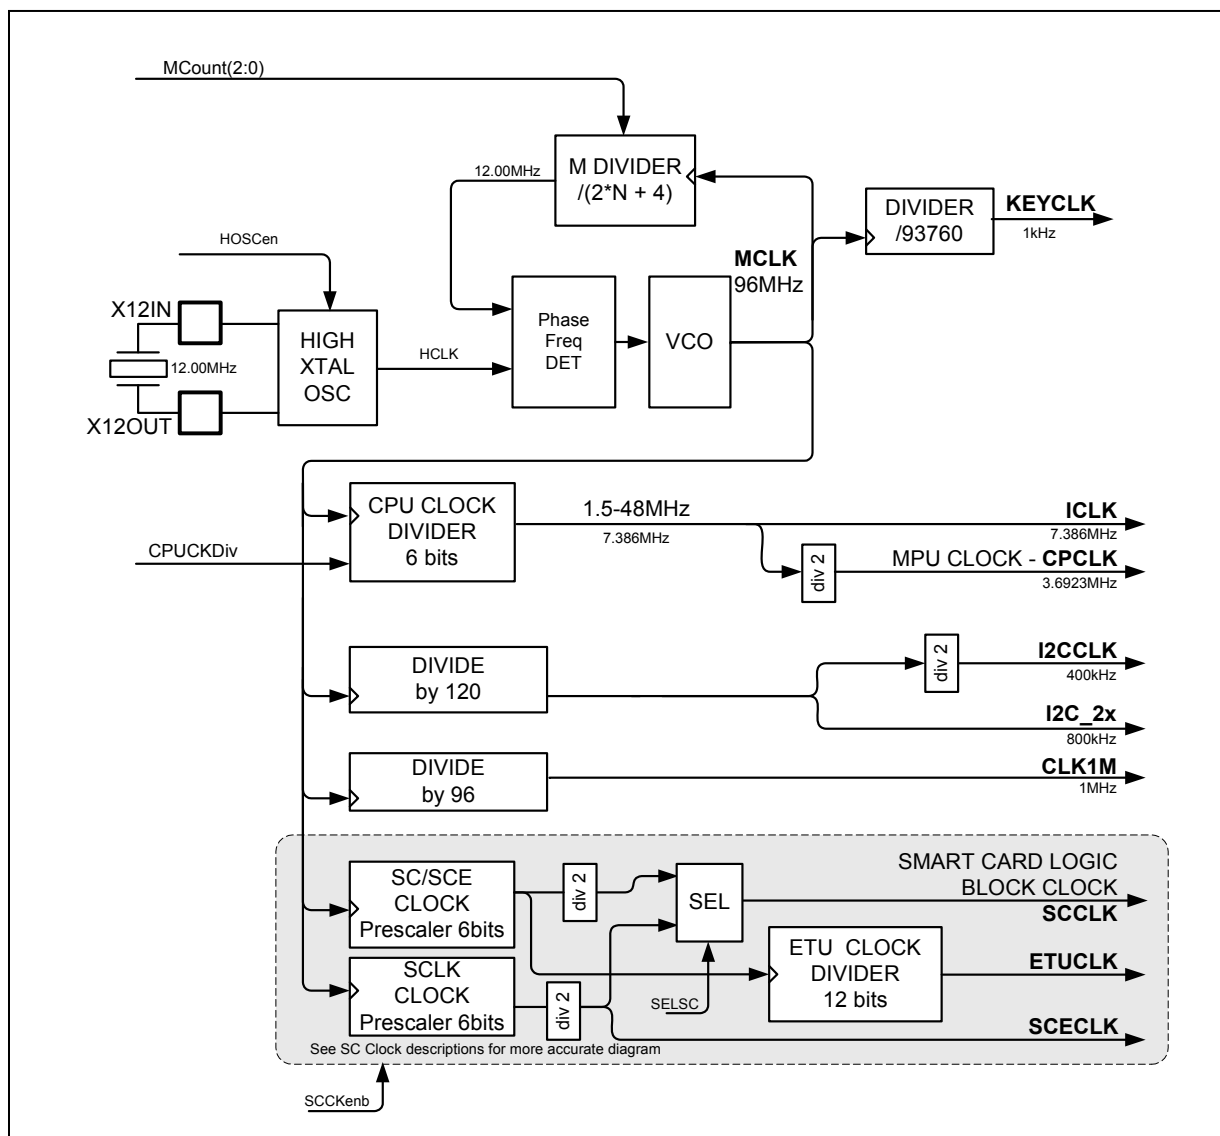 MCount(2:0)
M DIVIDER
/(2*N + 4)
12.00MHz
DIVIDER
/93760
KEYCLK
1kHz
HOSCen
MCLK
96MHz
X12IN
HIGH
XTAL
OSC
12.00MHz
X12OUT
HCLK
Phase
Freq
DET
VCO
CPU CLOCK
DIVIDER
6 bits
CPUCKDiv
1.5-48MHz
7.386MHz
ICLK
7.386MHz
div 2
MPU CLOCK - CPCLK
3.6923MHz
DIVIDE
by 120
div 2
I2CCLK
400kHz
I2C_2x
800kHz
DIVIDE
by 96
CLK1M
1MHz
SC/SCE
CLOCK
Prescaler 6bits
div 2
SEL
SMART CARD LOGIC
BLOCK CLOCK
SCCLK
SCLK
CLOCK
Prescaler 6bits
div 2
SELSC
ETU CLOCK
DIVIDER
12 bits
ETUCLK
SCECLK
See SC Clock descriptions for more accurate diagram
SCCKenb